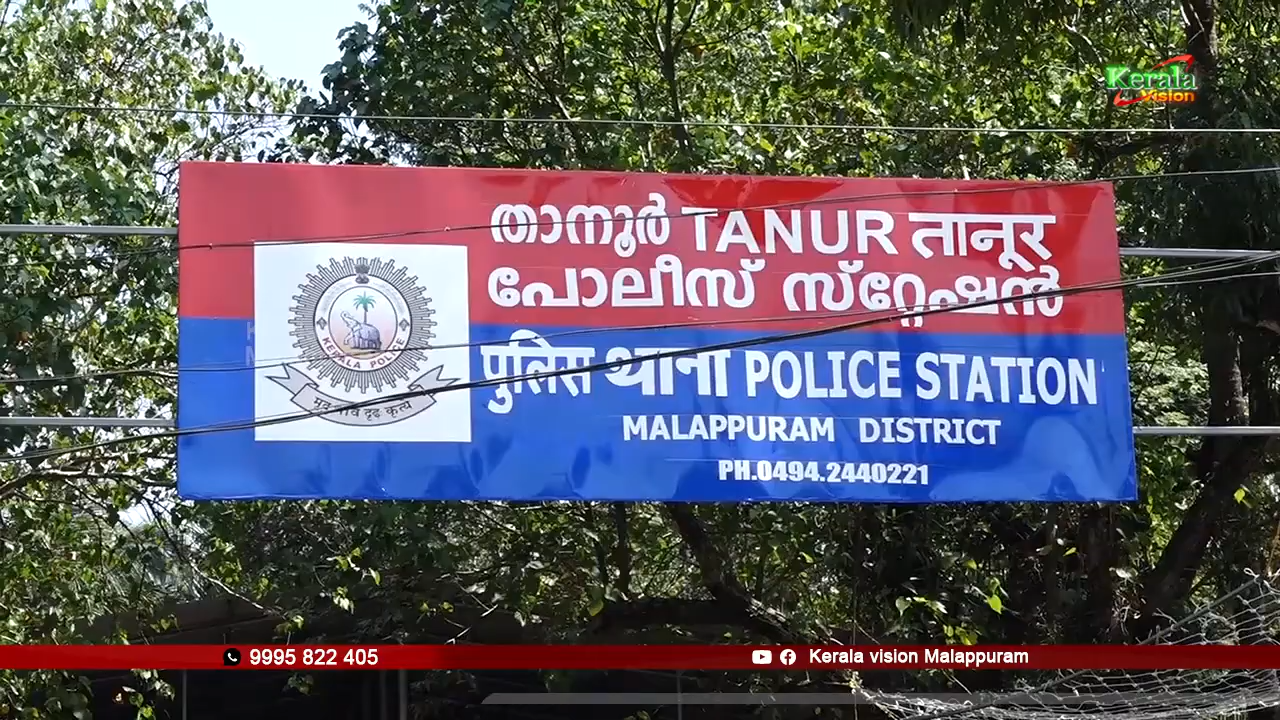 Kerala
Vision
താനൂർ TANUR तानूर
പോലീസ് സ്റ്റേഷൻ
पुलिस थाना POLICE STATION
MALAPPURAM DISTRICT
PH.0494.2440221
KERALA POLICE
मृदु भावे दृढ कृत्ये
9995 822 405
Kerala vision Malappuram